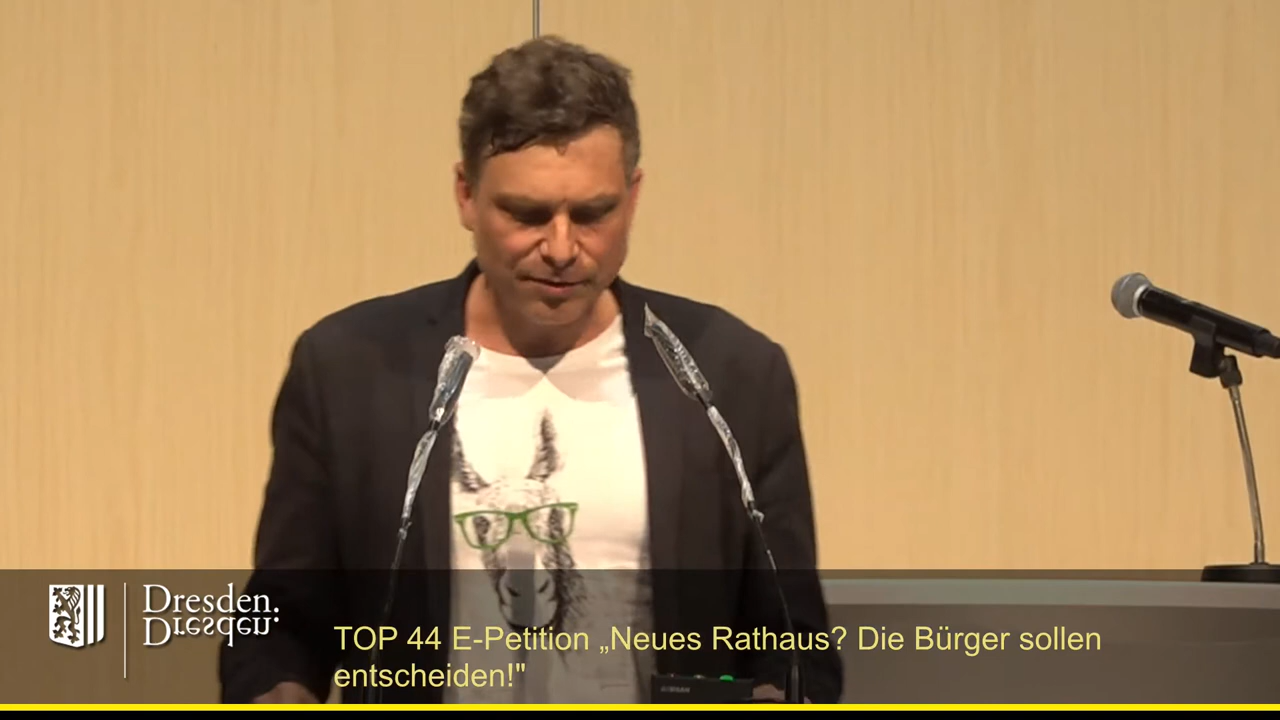 Dresden.
Dresden.
TOP 44 E-Petition „Neues Rathaus? Die Bürger sollen
entscheiden!"